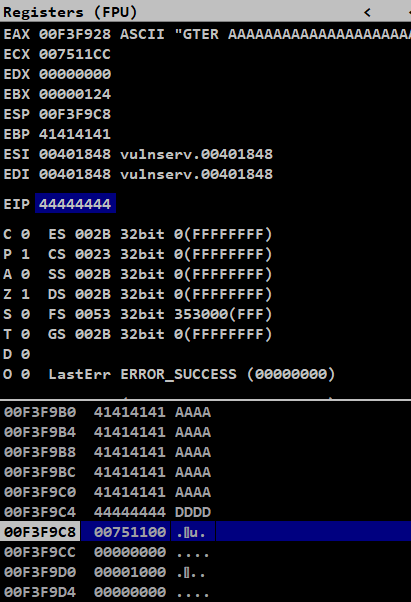 Registers (FPU) <
EAX 00F3F928 ASCII "GTER AAAAAAAAAAAAAAAAAAAAA
ECX 007511CC
EDX 00000000
EBX 00000124
ESP 00F3F9C8
EBP 41414141
ESI 00401848 vulnserv.00401848
EDI 00401848 vulnserv.00401848
EIP 44444444
C 0 ES 002B 32bit 0(FFFFFFFF)
P 1 CS 0023 32bit 0(FFFFFFFF)
A 0 SS 002B 32bit 0(FFFFFFFF)
Z 1 DS 002B 32bit 0(FFFFFFFF)
S 0 FS 0053 32bit 353000(FFF)
T 0 GS 002B 32bit 0(FFFFFFFF)
D 0
O 0 LastErr ERROR_SUCCESS (00000000)
00F3F9B0 41414141 AAAA
00F3F9B4 41414141 AAAA
00F3F9B8 41414141 AAAA
00F3F9BC 41414141 AAAA
00F3F9C0 41414141 AAAA
00F3F9C4 44444444 DDDD
00F3F9C8 00751100 .u.
00F3F9CC 00000000 ....
00F3F9D0 00001000 ...
00F3F9D4 00000000 ....